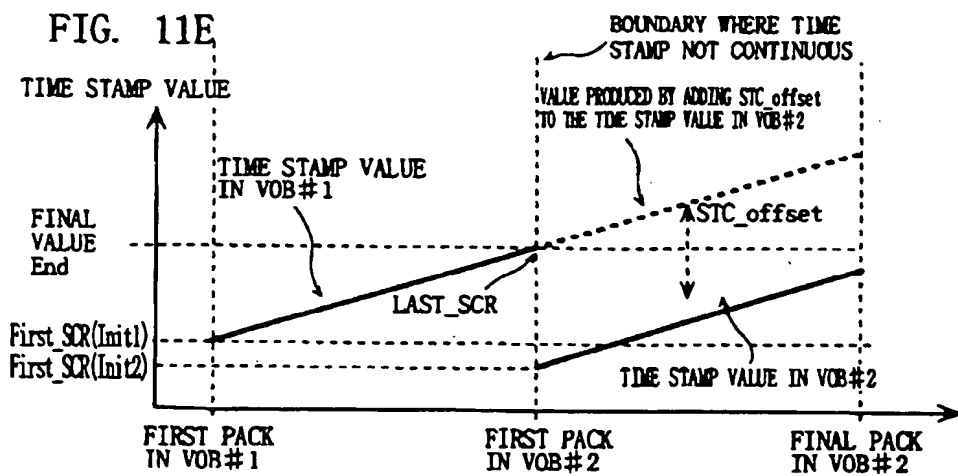 FIG. 11E
BOUNDARY WHERE TIME
STAMP NOT CONTINUOUS
TIME STAMP VALUE
VALUE PRODUCED BY ADDING STC_offset
TO THE TIME STAMP VALUE IN VOB#2
TIME STAMP VALUE
IN VOB#1
FINAL
VALUE
End
STC_offset
LAST_SCR
First_SCR(Init1)
First_SCR(Init2)
TIME STAMP VALUE IN VOB#2
FIRST PACK
IN VOB#1
FIRST PACK
IN VOB#2
FINAL PACK
IN VOB#2